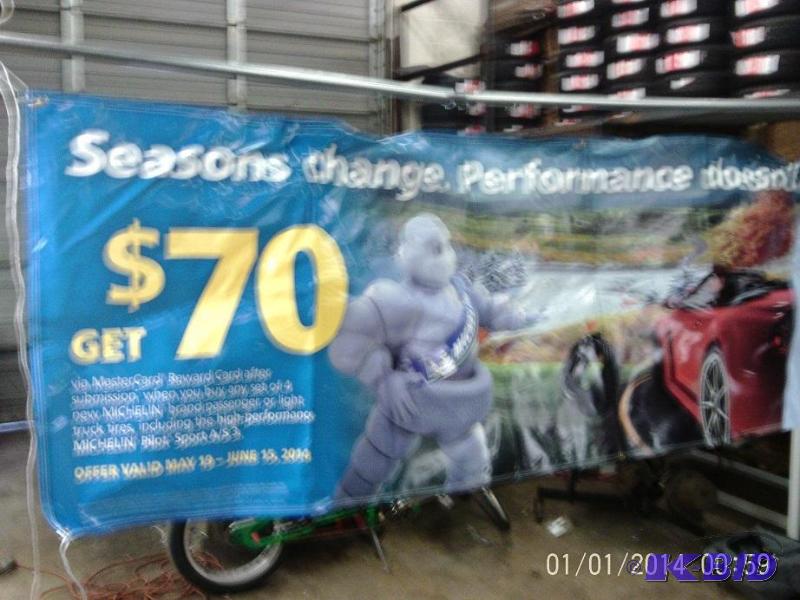 Seasons change. Performance doesn't.
$70
GET
via MasterCard® Reward Card after
submission, when you buy any set of 4
new MICHELIN® brand passenger or light
truck tires, including the high-performance
MICHELIN® Pilot® Sport A/S 3.
OFFER VALID MAY 19 - JUNE 15, 2014
01/01/2014 00:59
KBJD